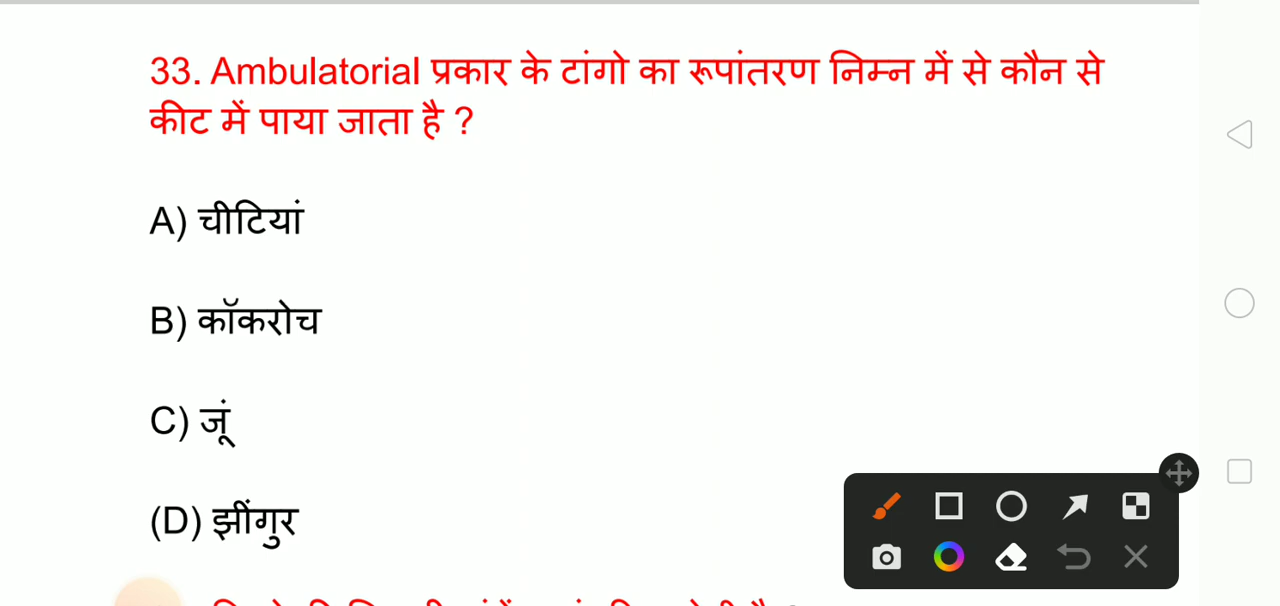 33. Ambulatorial प्रकार के टांगो का रूपांतरण निम्न में से कौन से
कीट में पाया जाता है ?
A) चीटियां
B) कॉकरोच
C) जूं
(D) झींगुर